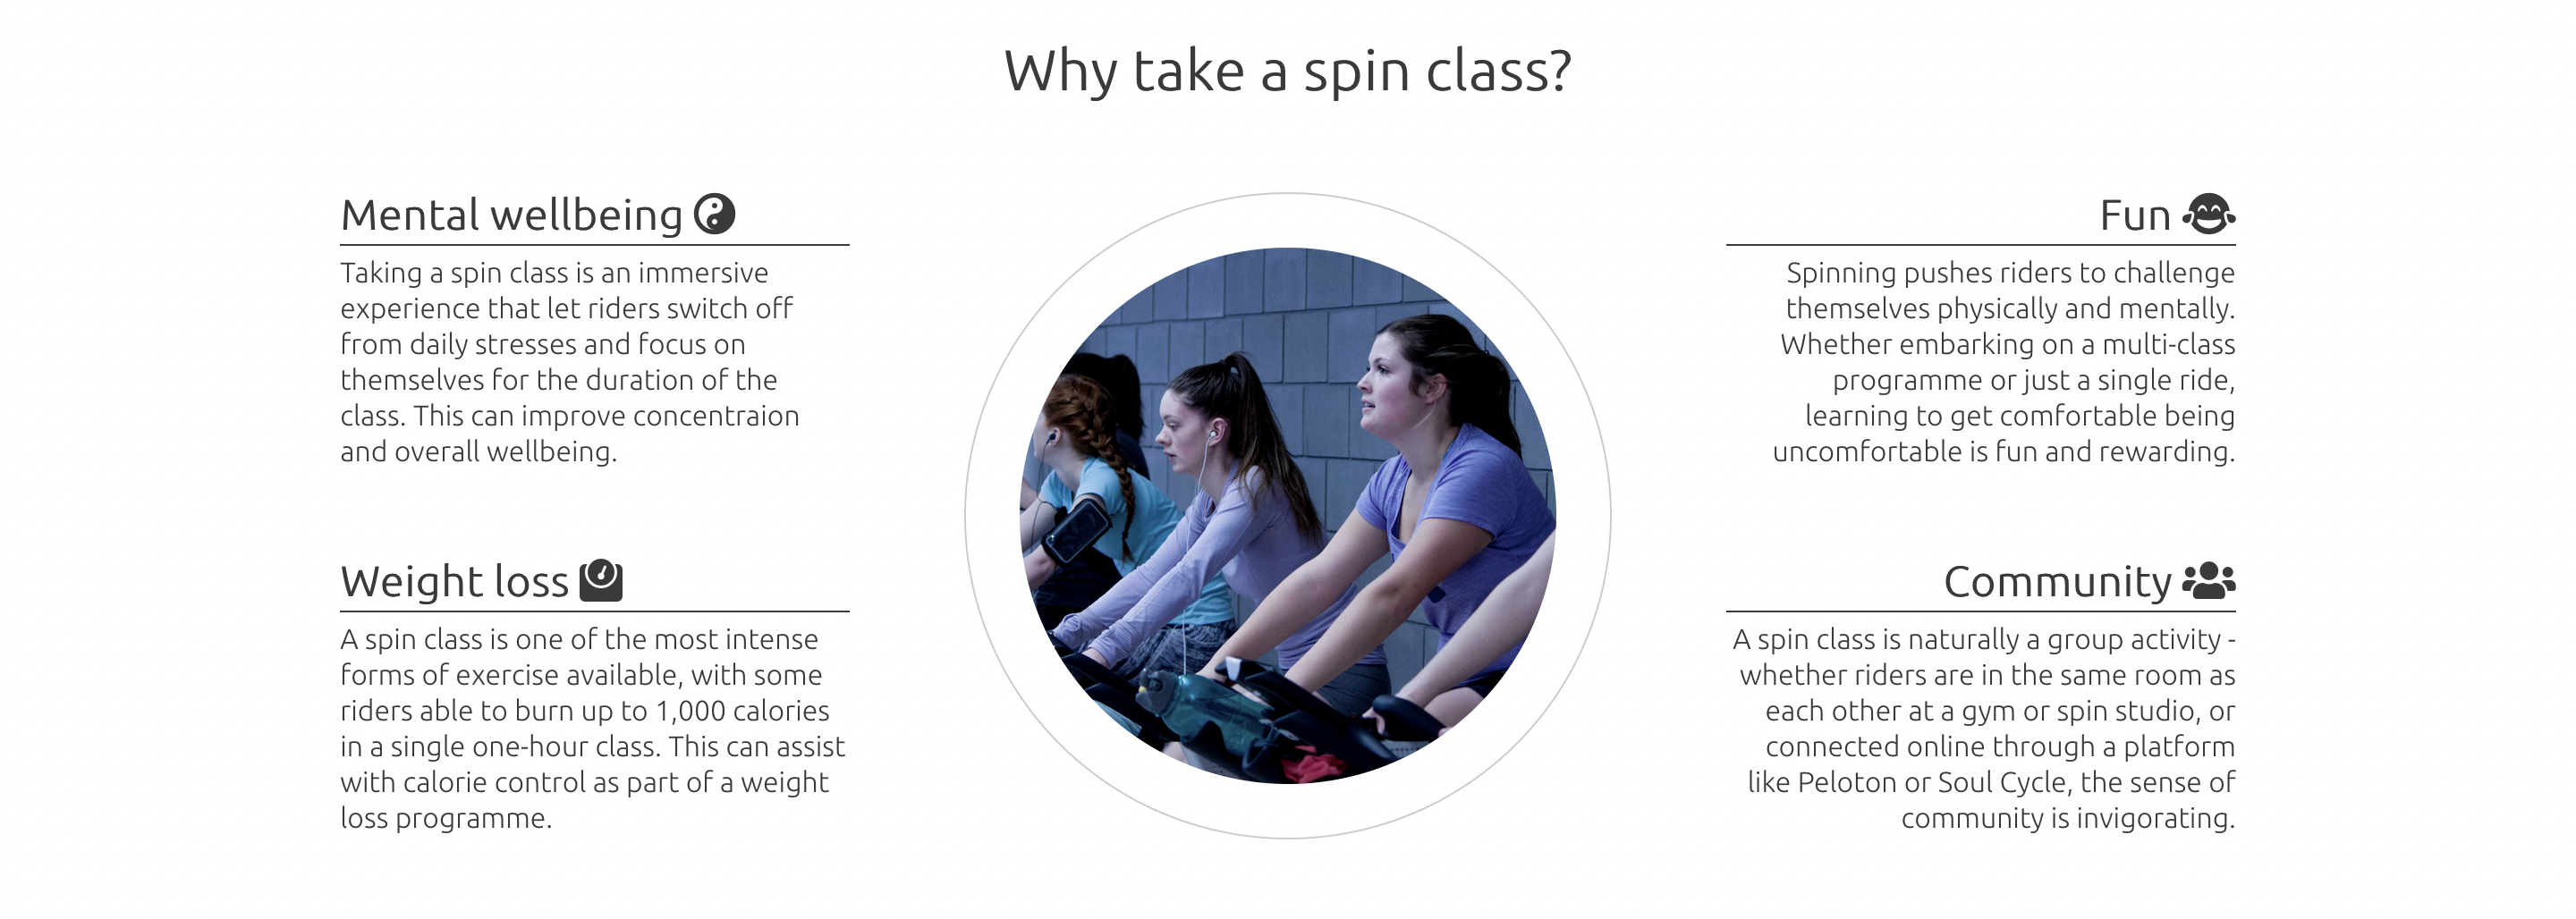 Why take a spin class?
Mental wellbeing
Taking a spin class is an immersive
experience that let riders switch off
from daily stresses and focus on
themselves for the duration of the
class. This can improve concentraion
and overall wellbeing.
Weight loss
A spin class is one of the most intense
forms of exercise available, with some
riders able to burn up to 1,000 calories
in a single one-hour class. This can assist
with calorie control as part of a weight
loss programme.
Fun
Spinning pushes riders to challenge
themselves physically and mentally.
Whether embarking on a multi-class
programme or just a single ride,
learning to get comfortable being
uncomfortable is fun and rewarding.
Community
A spin class is naturally a group activity -
whether riders are in the same room as
each other at a gym or spin studio, or
connected online through a platform
like Peloton or Soul Cycle, the sense of
community is invigorating.